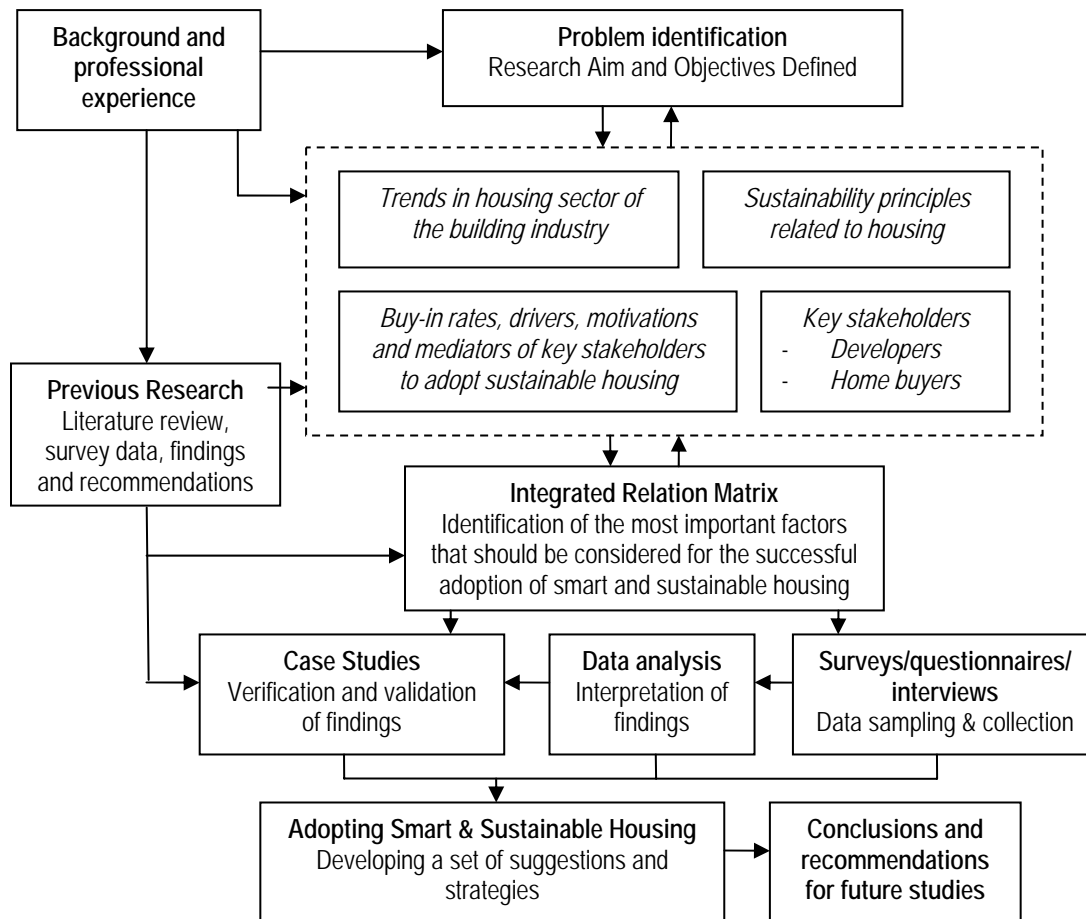 Background and
professional
experience
Problem identification
Research Aim and Objectives Defined
Trends in housing sector of
the building industry
Sustainability principles
related to housing
Buy-in rates, drivers, motivations
and mediators of key stakeholders
to adopt sustainable housing
Key stakeholders
- Developers
- Home buyers
Previous Research
Literature review,
survey data, findings
and recommendations
Integrated Relation Matrix
Identification of the most important factors
that should be considered for the successful
adoption of smart and sustainable housing
Case Studies
Verification and validation
of findings
Data analysis
Interpretation of
findings
Surveys/questionnaires/
interviews
Data sampling & collection
Adopting Smart & Sustainable Housing
Developing a set of suggestions and
strategies
Conclusions and
recommendations
for future studies